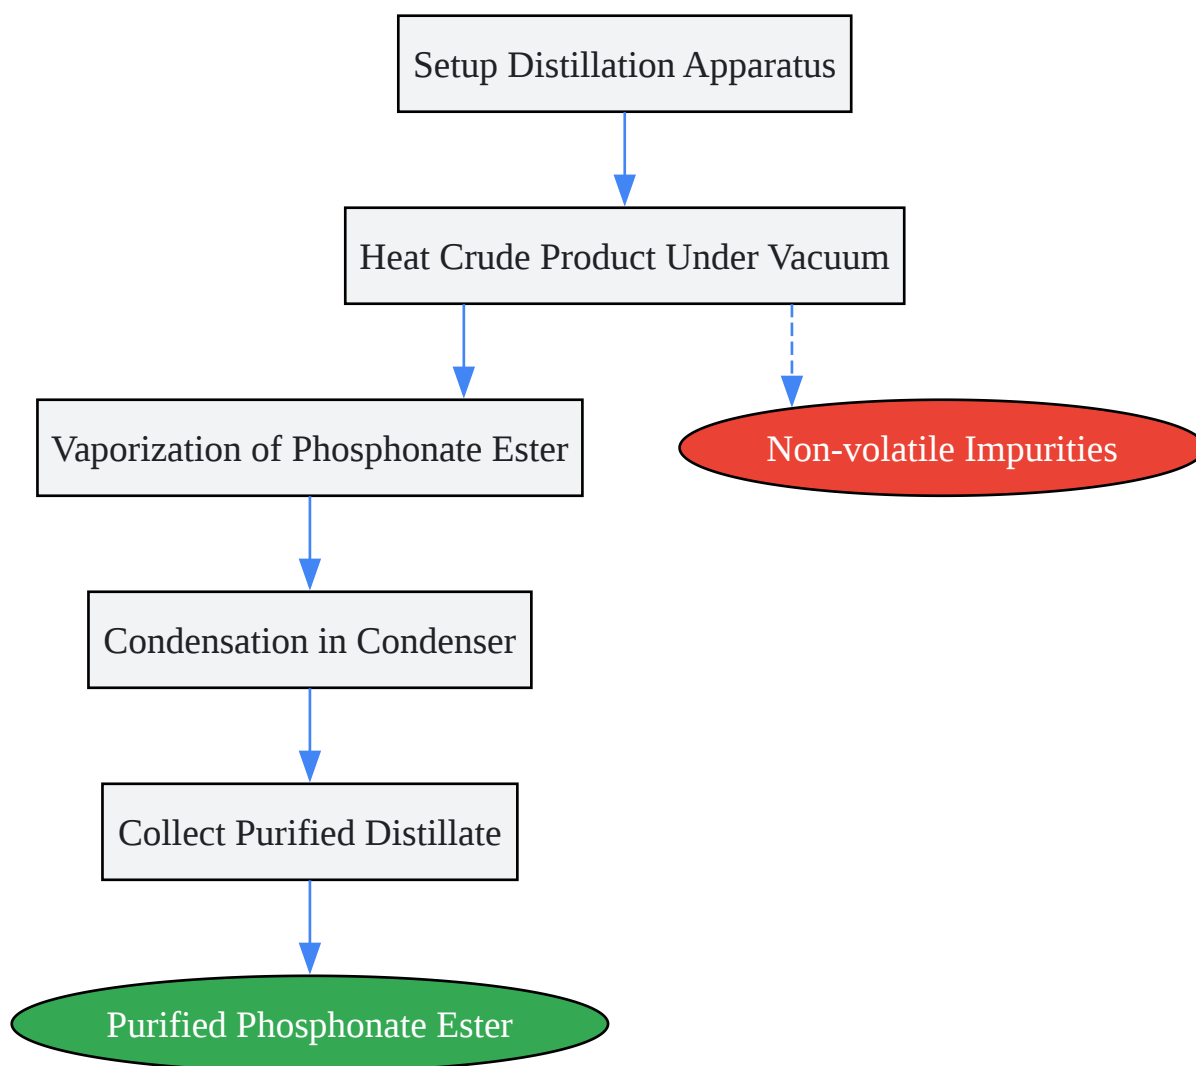 Setup Distillation Apparatus
Heat Crude Product Under Vacuum
Vaporization of Phosphonate Ester
Non-volatile Impurities
Condensation in Condenser
Collect Purified Distillate
Purified Phosphonate Ester